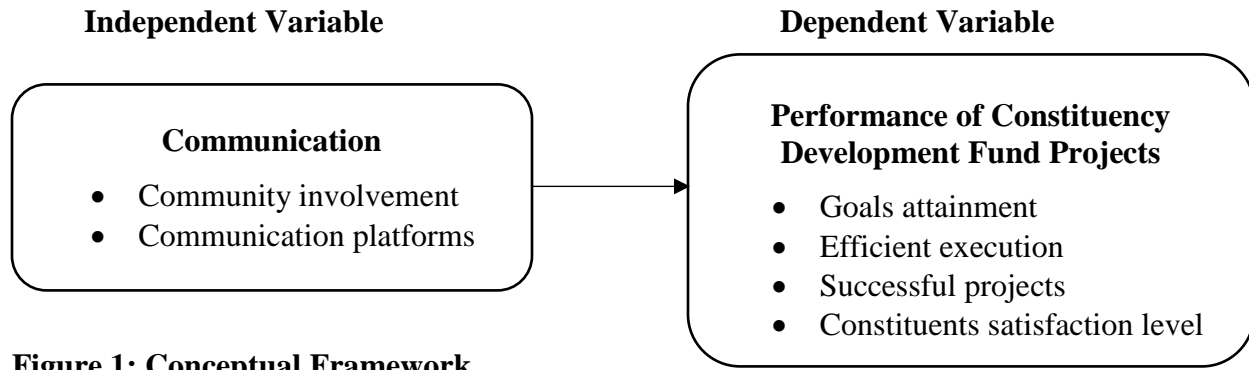 Independent Variable
Dependent Variable
Communication
• Community involvement
• Communication platforms
Performance of Constituency
Development Fund Projects
• Goals attainment
• Efficient execution
• Successful projects
• Constituents satisfaction level
Figure 1: Conceptual Framework